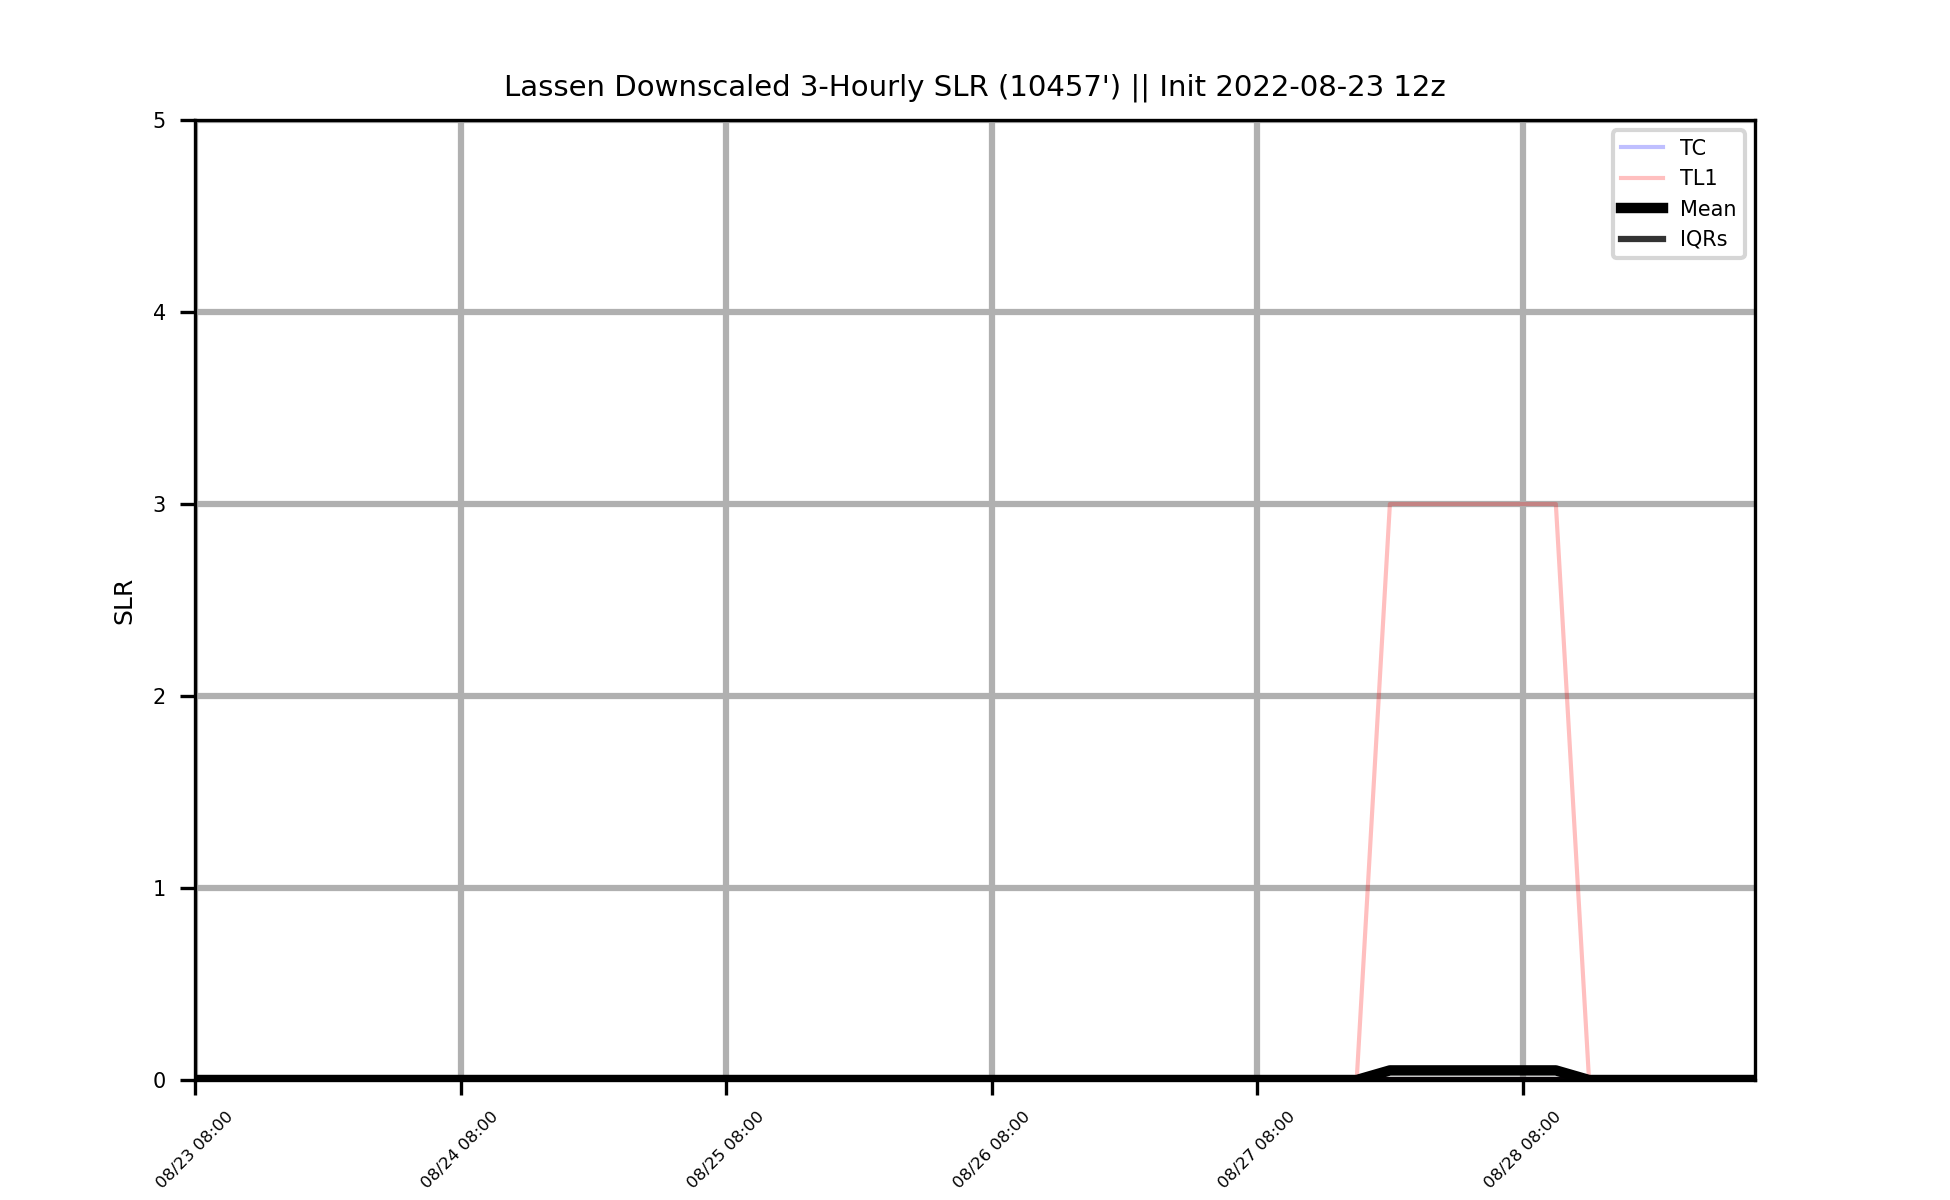 Lassen Downscaled 3-Hourly SLR (10457') || Init 2022-08-23 12z
5
4
3
2
1
0
SLR
TC
TL1
Mean
IQRs
08/23 08:00
08/24 08:00
08/25 08:00
08/26 08:00
08/27 08:00
08/28 08:00